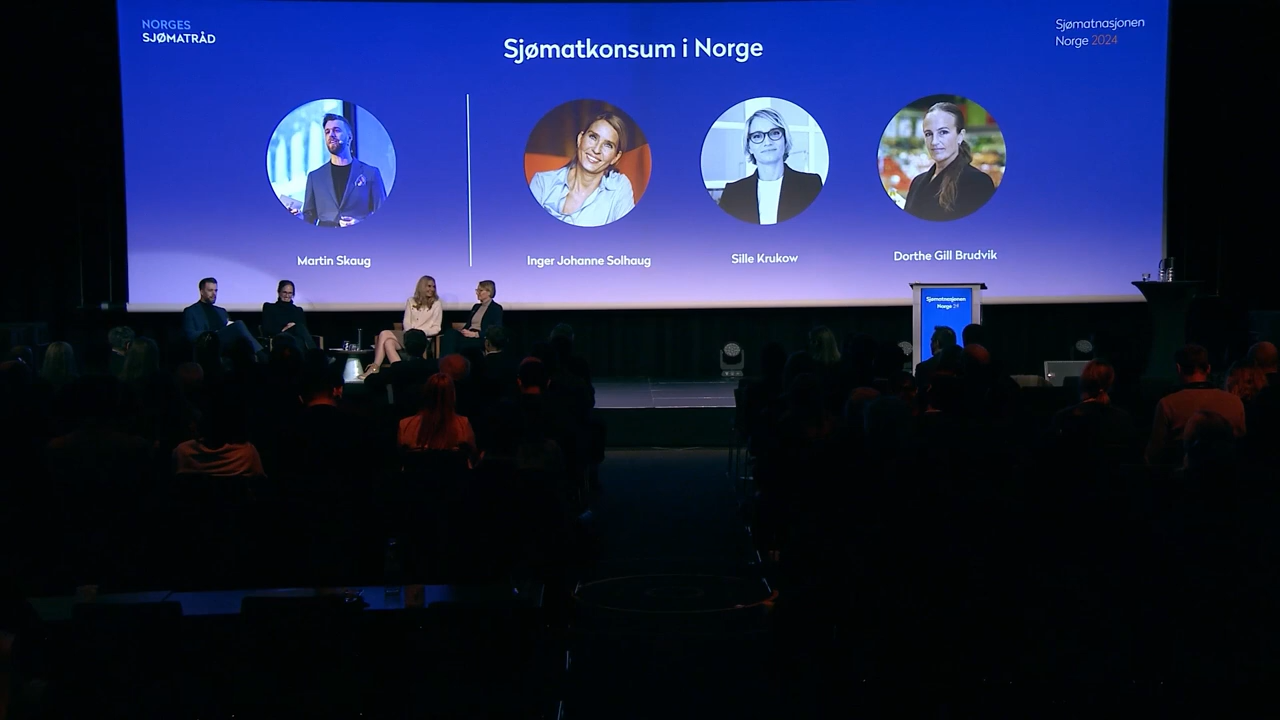 NORGES
SJØMATRÅD
Sjømatkonsum i Norge
Sjømatnasjonen
Norge 2024
Martin Skaug
Inger Johanne Solhaug
Sille Krukow
Dorthe Gill Brudvik
Sjømatnasjonen
Norge 24